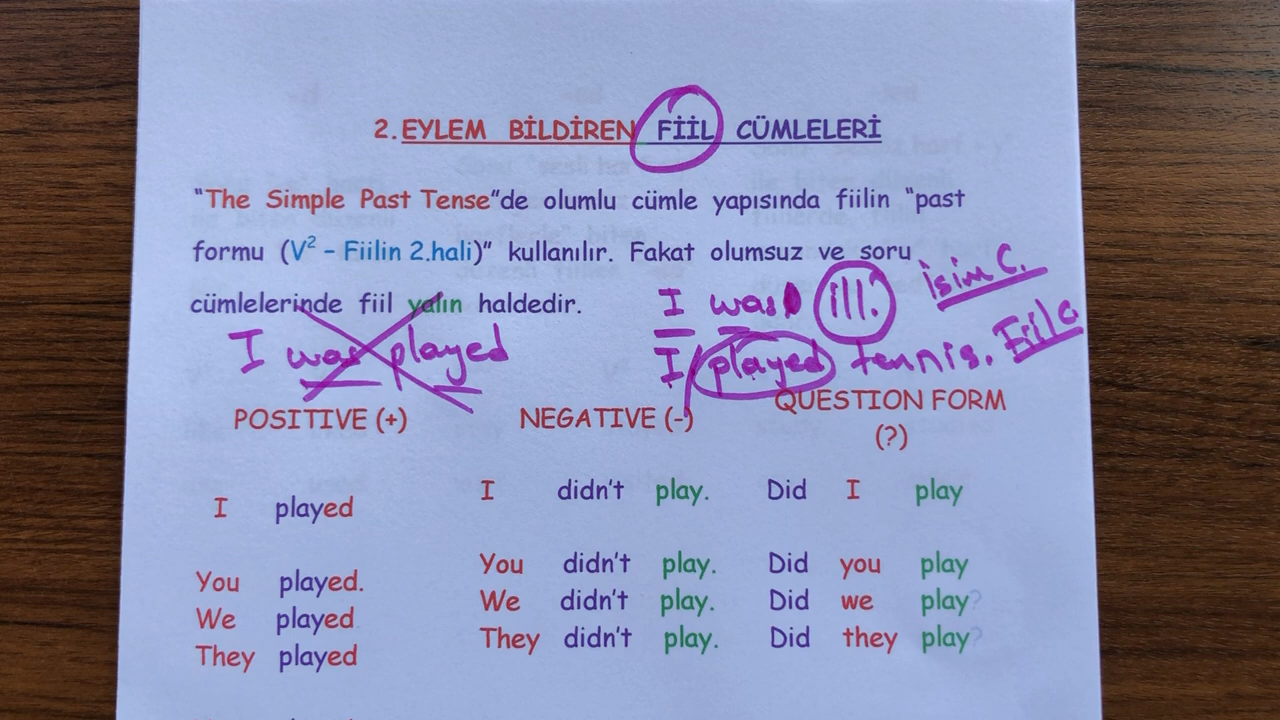 2. EYLEM BİLDİREN FİİL CÜMLELERİ
"The Simple Past Tense"de olumlu cümle yapısında fiilin "past
formu (V² - Fiilin 2.hali)" kullanılır. Fakat olumsuz ve soru
cümlelerinde fiil yalın haldedir.
I was ill. İsim C.
I was played
I played tennis. Fiil C
POSITIVE (+) NEGATIVE (-) QUESTION FORM
(?)
I played I didn't play. Did I play
You played. You didn't play. Did you play
We played We didn't play. Did we play?
They played They didn't play. Did they play?